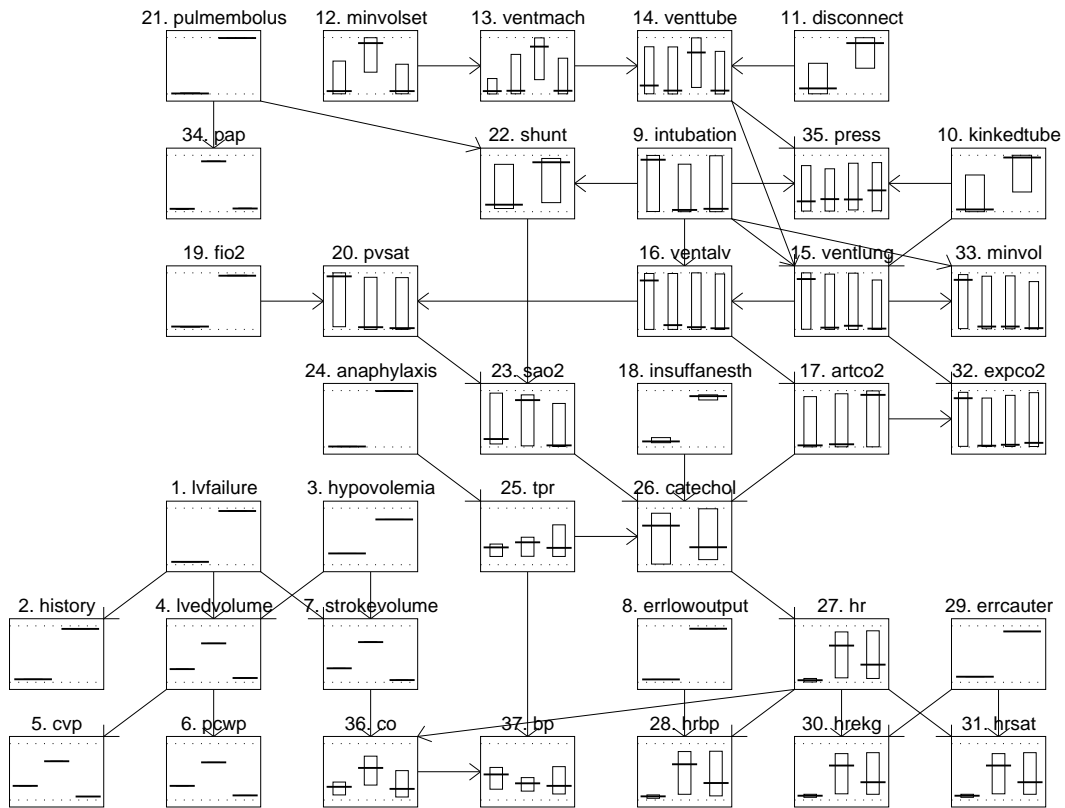 21. pulmembolus
12. minvolset
13. ventmach
14. venttube
11. disconnect
34. pap
22. shunt
9. intubation
35. press
10. kinkedtube
19. fio2
20. pvsat
16. ventalv
15. ventlung
33. minvol
24. anaphylaxis
23. sao2
18. insuffanesth
17. artco2
32. expco2
1. lvfailure
3. hypovolemia
25. tpr
26. catechol
2. history
4. lvedvolume
7. strokevolume
8. errlowoutput
27. hr
29. errcauter
5. cvp
6. pcwp
36. co
37. bp
28. hrbp
30. hrekg
31. hrsat